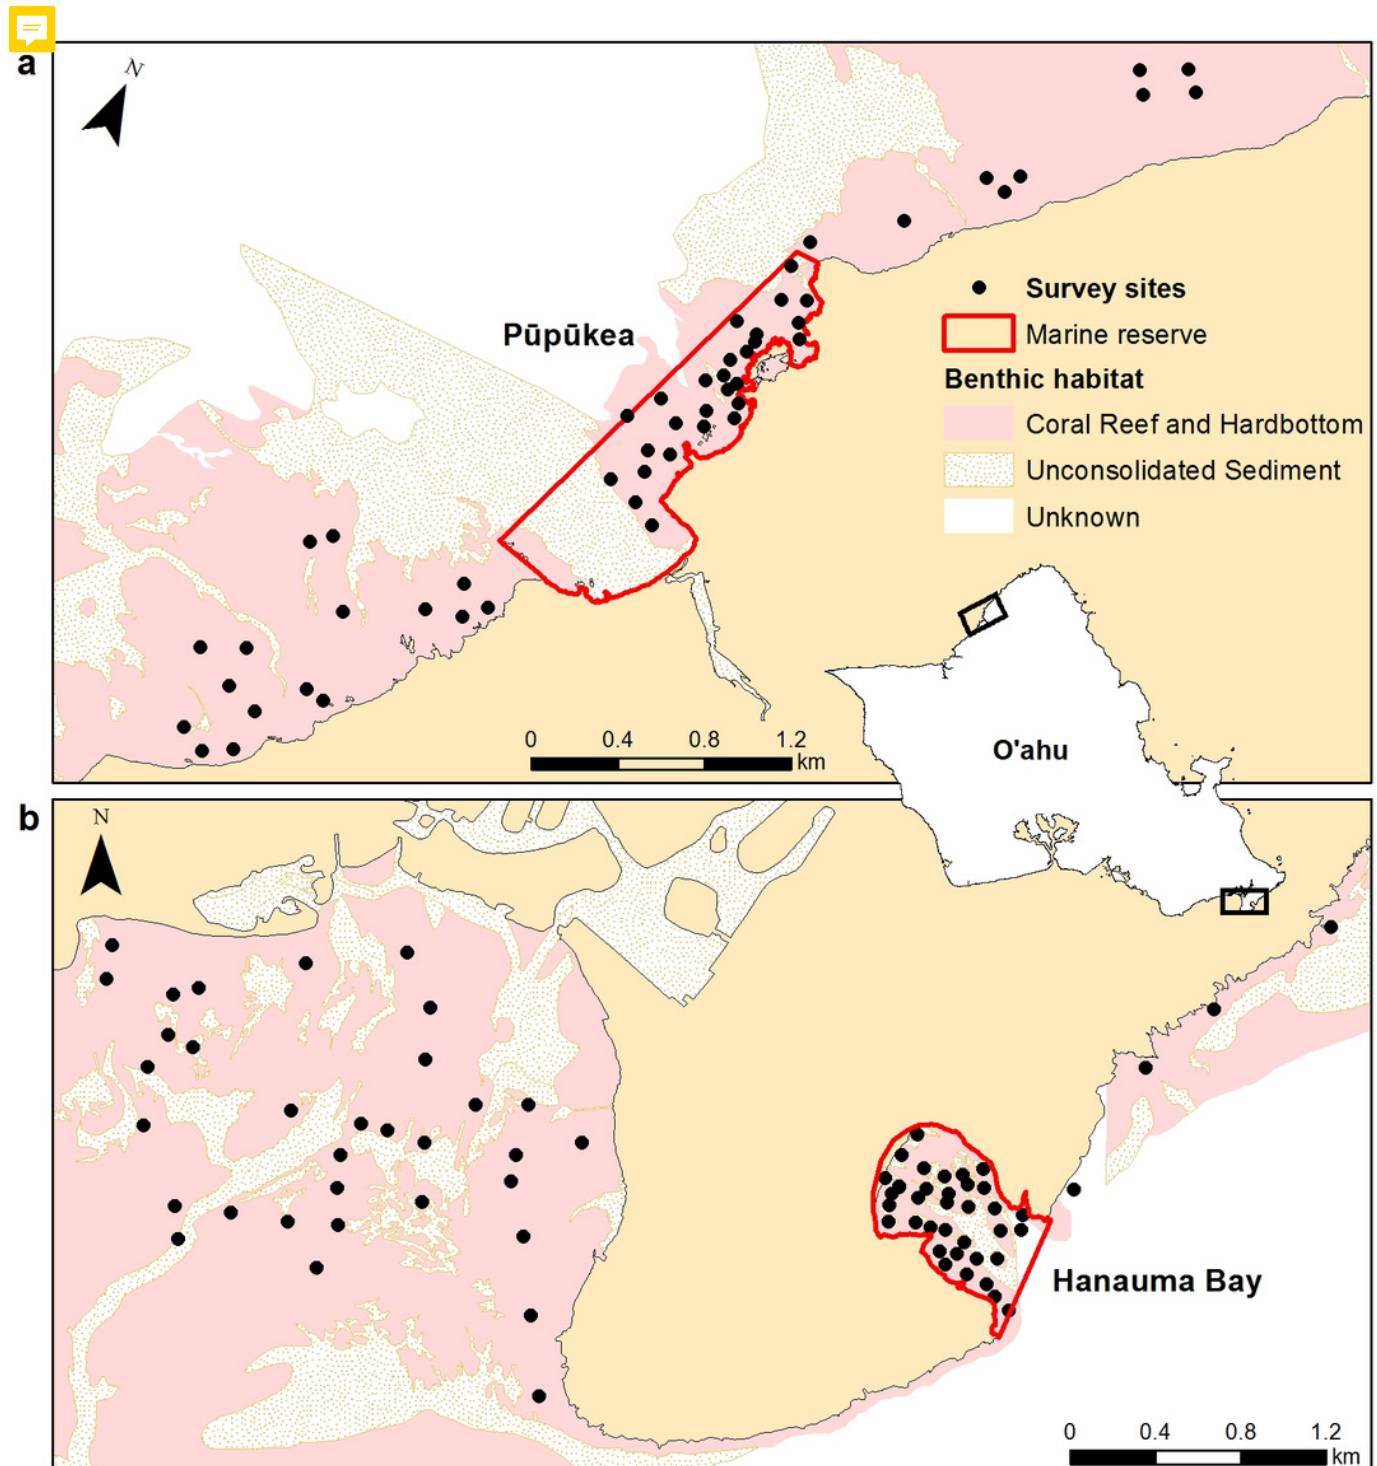 a
N
Pūpūkea
Survey sites
Marine reserve
Benthic habitat
Coral Reef and Hardbottom
Unconsolidated Sediment
Unknown
O'ahu
0 0.4 0.8 1.2
km
b
N
Hanauma Bay
0 0.4 0.8 1.2
km